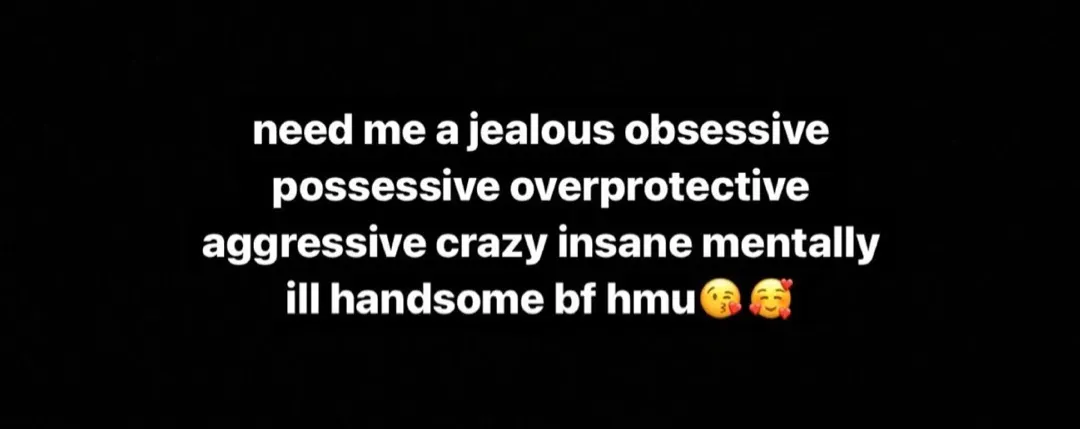 need me a jealous obsessive
possessive overprotective
aggressive crazy insane mentally
ill handsome bf hmu😘🥰